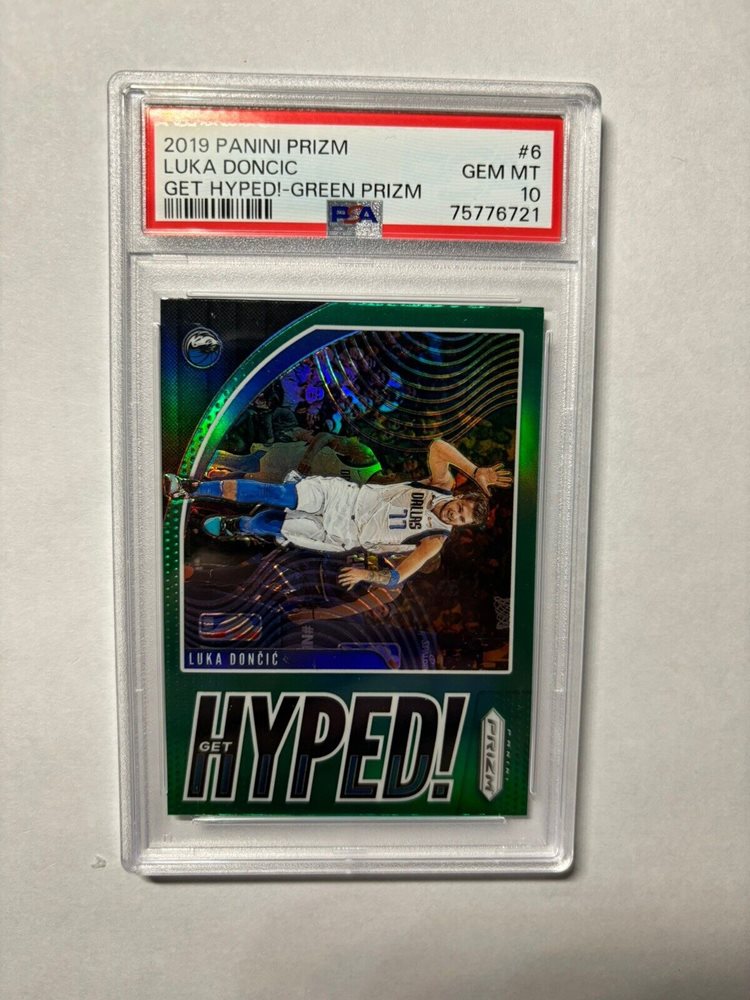 2019 PANINI PRIZM #6
LUKA DONCIC GEM MT
GET HYPED!-GREEN PRIZM 10
PSA 75776721
DALLAS
77
LUKA DONČIĆ
GET
HYPED!
PANINI
PRIZM